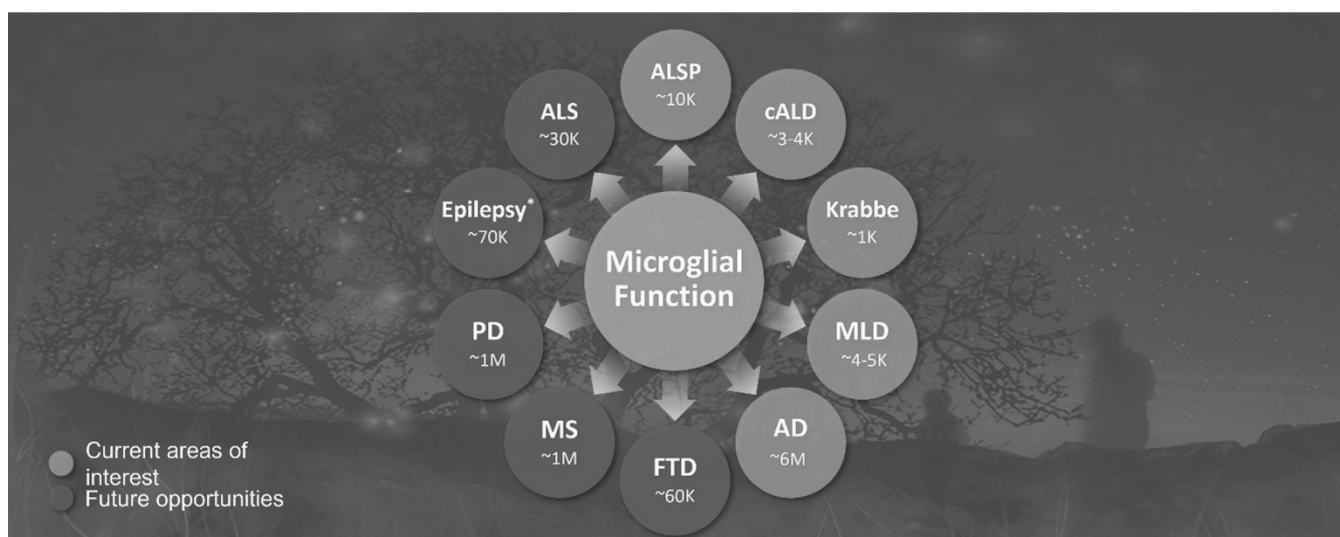 ALSP
~10K
cALD
~3-4K
Krabbe
~1K
MLD
~4-5K
AD
~6M
FTD
~60K
MS
~1M
PD
~1M
Epilepsy*
~70K
ALS
~30K
Microglial
Function
Current areas of
interest
Future opportunities